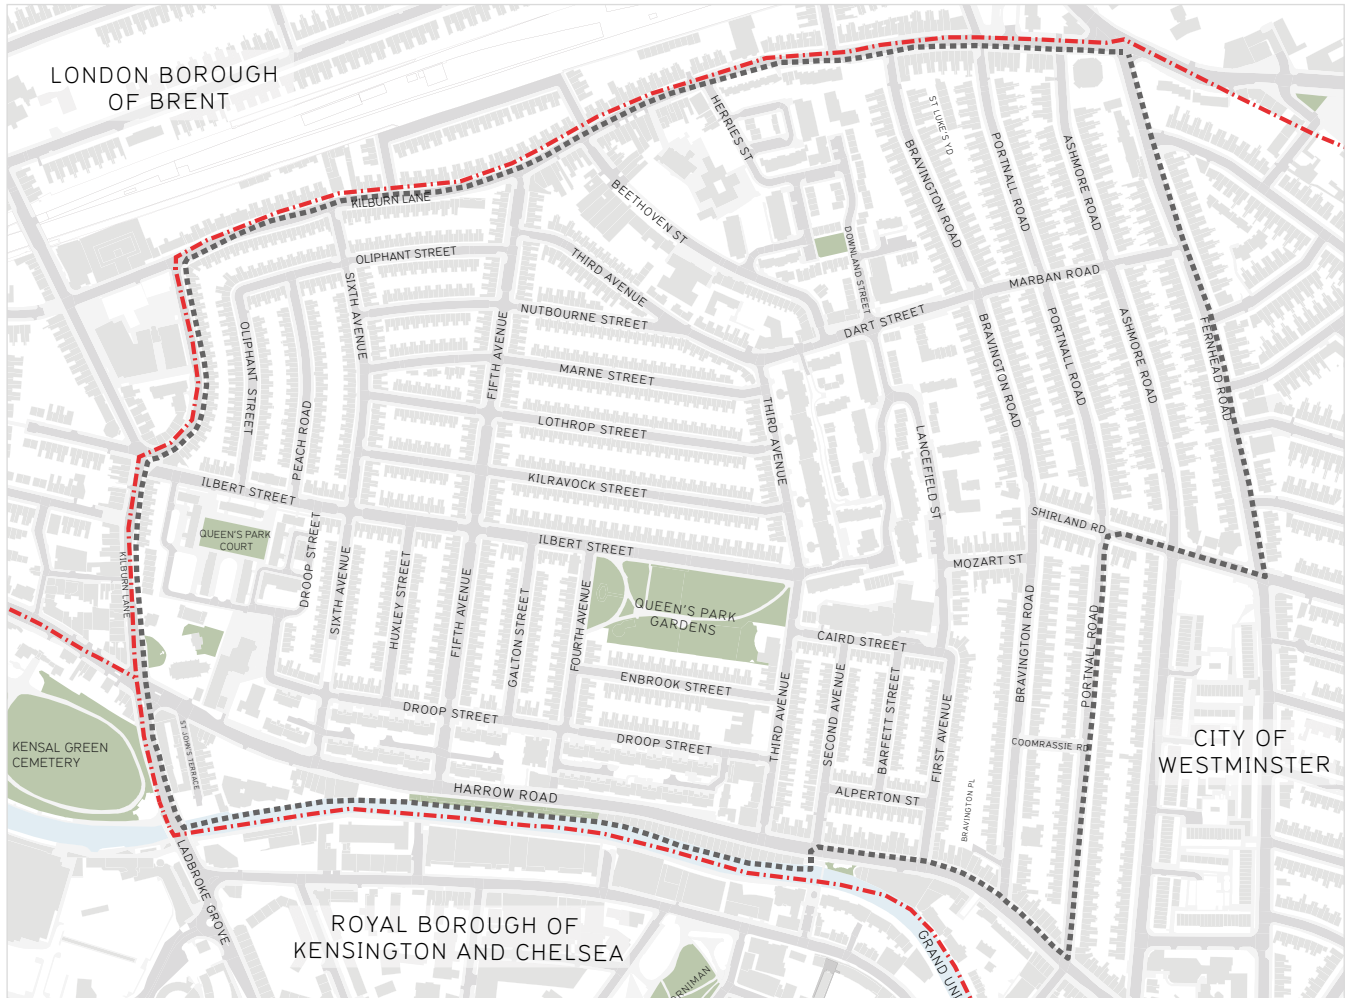 LONDON BOROUGH
OF BRENT
HERRIES ST
ST LUKE'S YD
BRAVINGTON ROAD
PORTNALL ROAD
ASHMORE ROAD
KILBURN LANE
BEETHOVEN ST
OLIPHANT STREET
THIRD AVENUE
DOWNLAND STREET
MARBAN ROAD
SIXTH AVENUE
NUTBOURNE STREET
DART STREET
OLIPHANT STREET
FIFTH AVENUE
BRAVINGTON ROAD
PORTNALL ROAD
ASHMORE ROAD
FERNHEAD ROAD
MARNE STREET
PEACH ROAD
LOTHROP STREET
THIRD AVENUE
LANCEFIELD ST
ILBERT STREET
KILRAVOCK STREET
SHIRLAND RD
QUEEN'S PARK
COURT
DROOP STREET
SIXTH AVENUE
HUXLEY STREET
FIFTH AVENUE
GALTON STREET
ILBERT STREET
FOURTH AVENUE
MOZART ST
KILBURN LANE
QUEEN'S PARK
GARDENS
CAIRD STREET
BRAVINGTON ROAD
PORTNALL ROAD
ENBROOK STREET
THIRD AVENUE
SECOND AVENUE
BARFETT STREET
FIRST AVENUE
DROOP STREET
DROOP STREET
ST JOHN'S TERRACE
KENSAL GREEN
CEMETERY
COOMRASSIE RD
CITY OF
WESTMINSTER
HARROW ROAD
ALPERTON ST
BRAVINGTON PL
LADBROKE GROVE
ROYAL BOROUGH OF
KENSINGTON AND CHELSEA
GRAND UNI
ORNIMAN